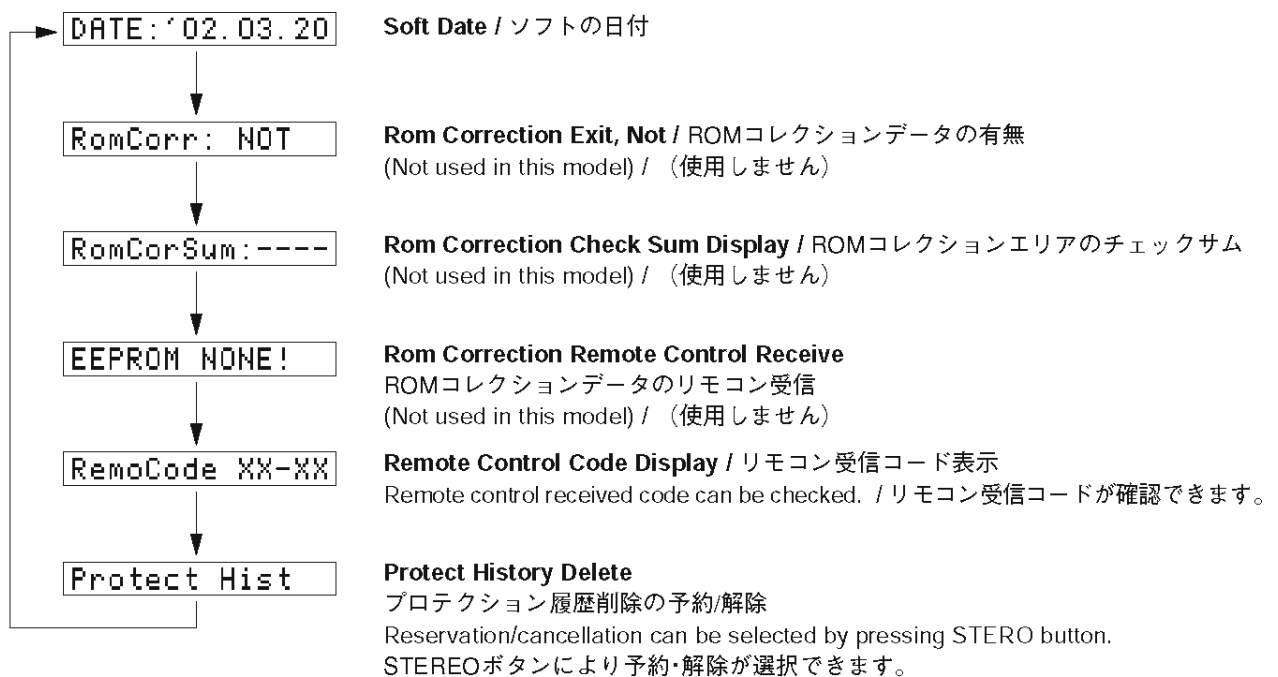 DATE:´02.03.20 Soft Date / ソフトの日付
RomCorr: NOT Rom Correction Exit, Not / ROMコレクションデータの有無
(Not used in this model) / （使用しません）
RomCorSum:---- Rom Correction Check Sum Display / ROMコレクションエリアのチェックサム
(Not used in this model) / （使用しません）
EEPROM NONE! Rom Correction Remote Control Receive
ROMコレクションデータのリモコン受信
(Not used in this model) / （使用しません）
RemoCode XX-XX Remote Control Code Display / リモコン受信コード表示
Remote control received code can be checked. / リモコン受信コードが確認できます。
Protect Hist Protect History Delete
プロテクション履歴削除の予約/解除
Reservation/cancellation can be selected by pressing STERO button.
STEREOボタンにより予約･解除が選択できます。